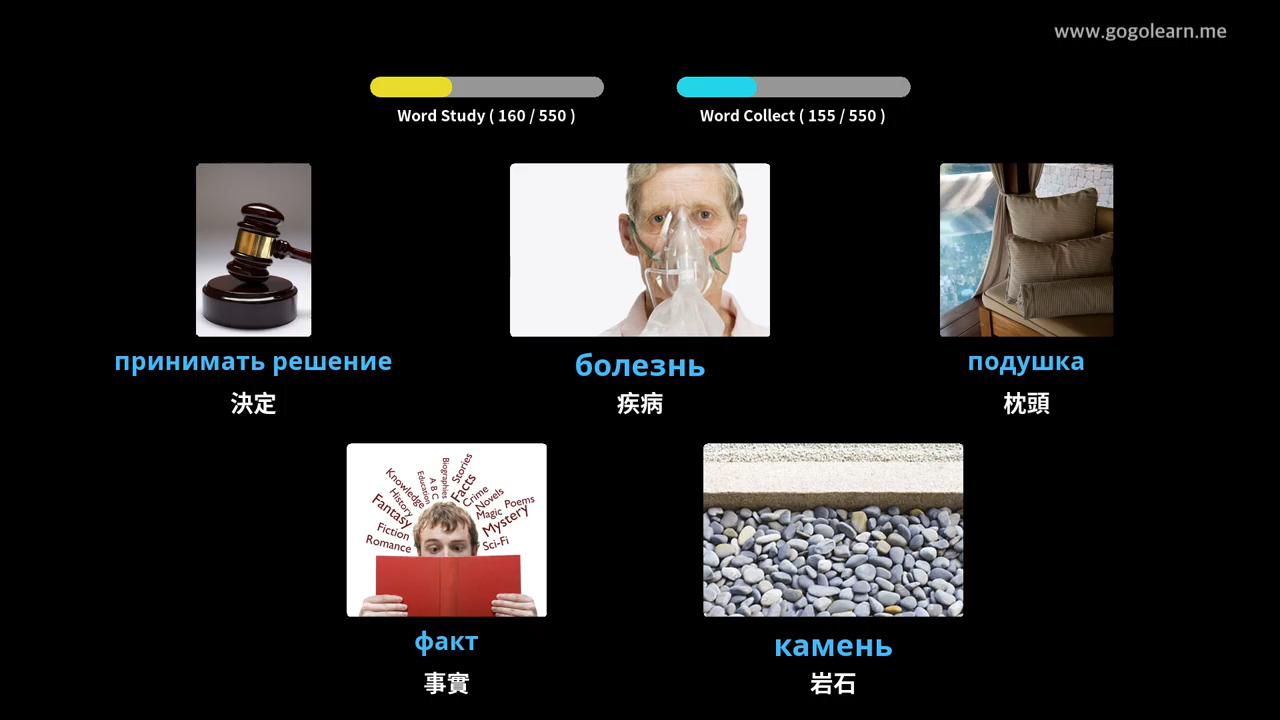 www.gogolearn.me
Word Study ( 160 / 550 )
Word Collect ( 155 / 550 )
принимать решение
決定
болезнь
疾病
подушка
枕頭
Stories
Biographies
A B C
Education
Facts
Knowledge
Crime
History
Novels
Fantasy
Magic
Poems
Mystery
Fiction
Romance
Sci-Fi
факт
事實
камень
岩石